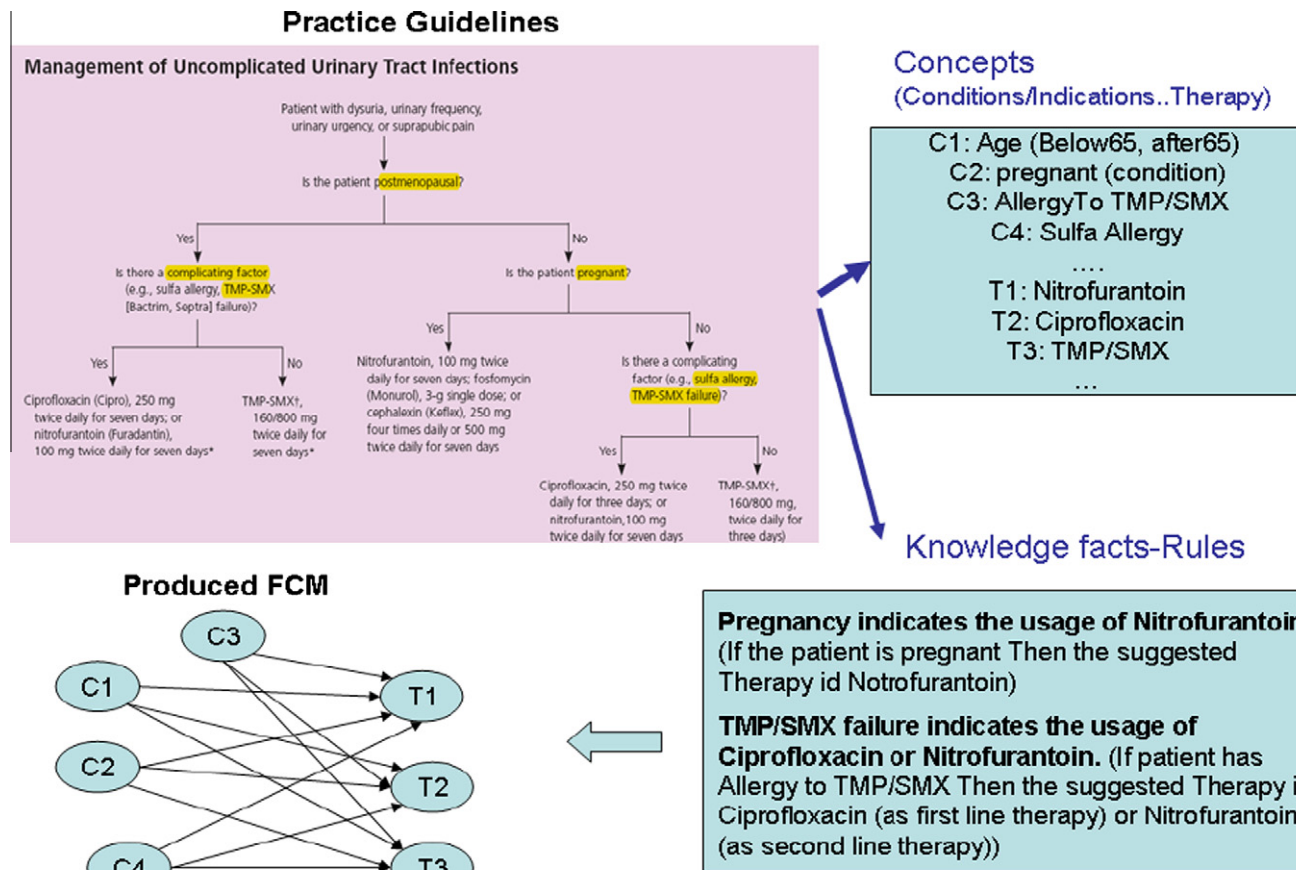 Practice Guidelines
Management of Uncomplicated Urinary Tract Infections
Patient with dysuria, urinary frequency,
urinary urgency, or suprapubic pain
Is the patient postmenopausal?
Yes
No
Is there a complicating factor
(e.g., sulfa allergy, TMP-SMX
[Bactrim, Septra] failure)?
Is the patient pregnant?
Yes
No
Yes
No
Ciprofloxacin (Cipro), 250 mg
twice daily for seven days; or
nitrofurantoin (Furadantin),
100 mg twice daily for seven days*
TMP-SMX†,
160/800 mg
twice daily for
seven days*
Nitrofurantoin, 100 mg twice
daily for seven days; fosfomycin
(Monurol), 3-g single dose; or
cephalexin (Keflex), 250 mg
four times daily or 500 mg
twice daily for seven days
Is there a complicating
factor (e.g., sulfa allergy,
TMP-SMX failure)?
Yes
No
Ciprofloxacin, 250 mg twice
daily for three days; or
nitrofurantoin,100 mg
twice daily for seven days
TMP-SMX†,
160/800 mg,
twice daily for
three days)
Concepts
(Conditions/Indications..Therapy)
C1: Age (Below65, after65)
C2: pregnant (condition)
C3: AllergyTo TMP/SMX
C4: Sulfa Allergy
....
T1: Nitrofurantoin
T2: Ciprofloxacin
T3: TMP/SMX
...
Knowledge facts-Rules
Pregnancy indicates the usage of Nitrofurantoin
(If the patient is pregnant Then the suggested
Therapy id Notrofurantoin)
TMP/SMX failure indicates the usage of
Ciprofloxacin or Nitrofurantoin. (If patient has
Allergy to TMP/SMX Then the suggested Therapy i
Ciprofloxacin (as first line therapy) or Nitrofurantoin
(as second line therapy))
Produced FCM
C3
C1
T1
C2
T2
C4
T3